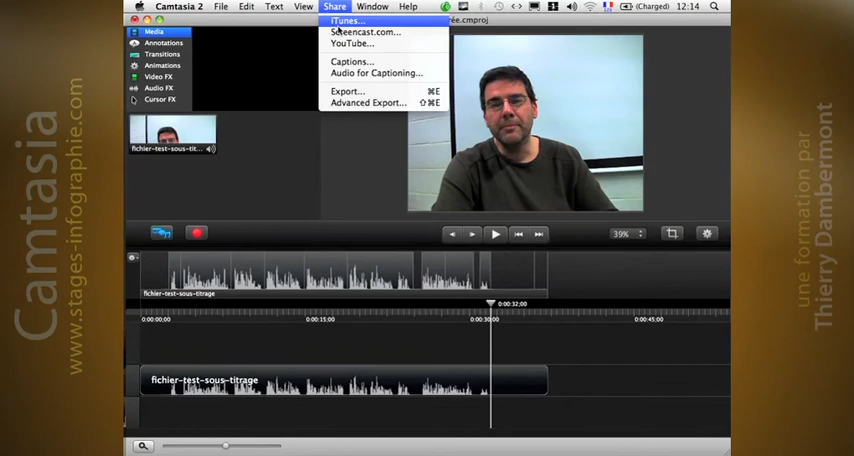 Camtasia 2 File Edit Text View Share Window Help (Charged) 12:14
rée.cmproj
iTunes...
Screencast.com...
YouTube...
Captions...
Audio for Captioning...
Export... ⌘E
Advanced Export... ⇧⌘E
Media
Annotations
Transitions
Animations
Video FX
Audio FX
Cursor FX
fichier-test-sous-tit...
39%
fichier-test-sous-titrage
0:00:32;00
0:00:00;00 0:00:15;00 0:00:30;00 0:00:45;00
fichier-test-sous-titrage
Camtasia
www.stages-infographie.com
une formation par
Thierry Dambermont